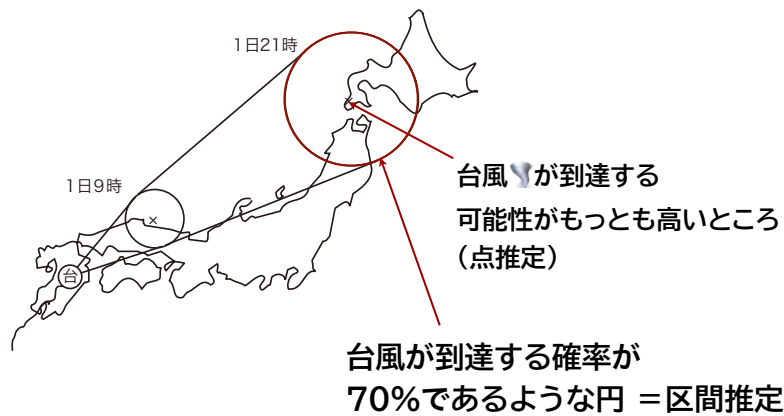 1日21時
×
1日9時
×
台
台風が到達する
可能性がもっとも高いところ
（点推定）
台風が到達する確率が
70%であるような円 ＝区間推定